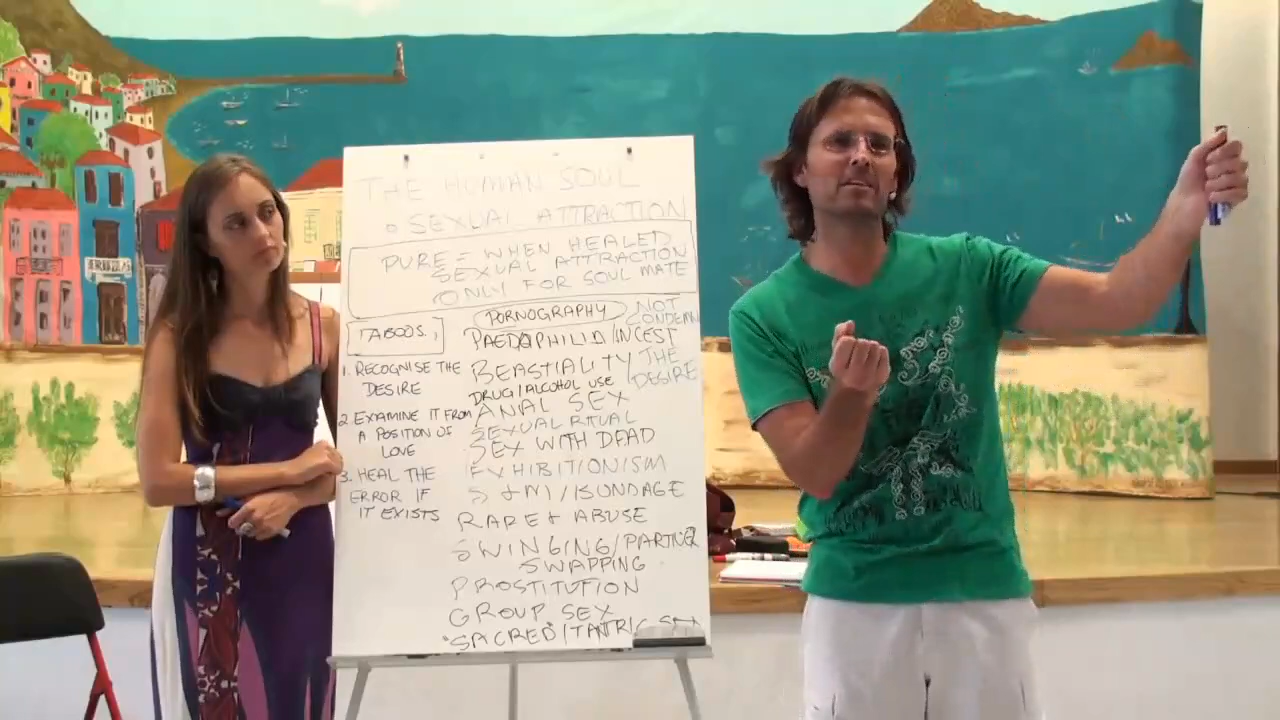 THE HUMAN SOUL
o SEXUAL ATTRACTION
PURE = WHEN HEALED
SEXUAL ATTRACTION
ONLY FOR SOUL MATE
TABOOS.
1. RECOGNISE THE
DESIRE
2 EXAMINE IT FROM
A POSITION OF
LOVE
3. HEAL THE
ERROR IF
IT EXISTS
PORNOGRAPHY
PAEDOPHILIA/INCEST
BEASTIALITY
DRUG/ALCOHOL USE
ANAL SEX
SEXUAL RITUAL
SEX WITH DEAD
EXHIBITIONISM
S+M/BONDAGE
RAPE + ABUSE
SWINGING/PARTNER
SWAPPING
PROSTITUTION
GROUP SEX
"SACRED/TANTRIC SEX
NOT
CONDEMN
THE
DESIRE